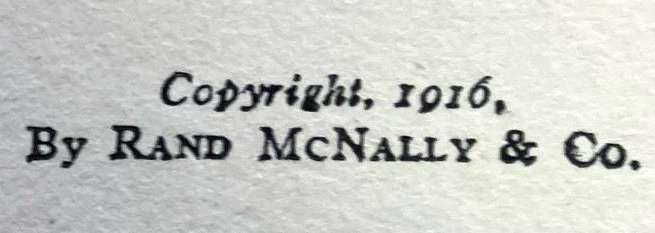 Copyright, 1916,
By Rand McNally & Co.